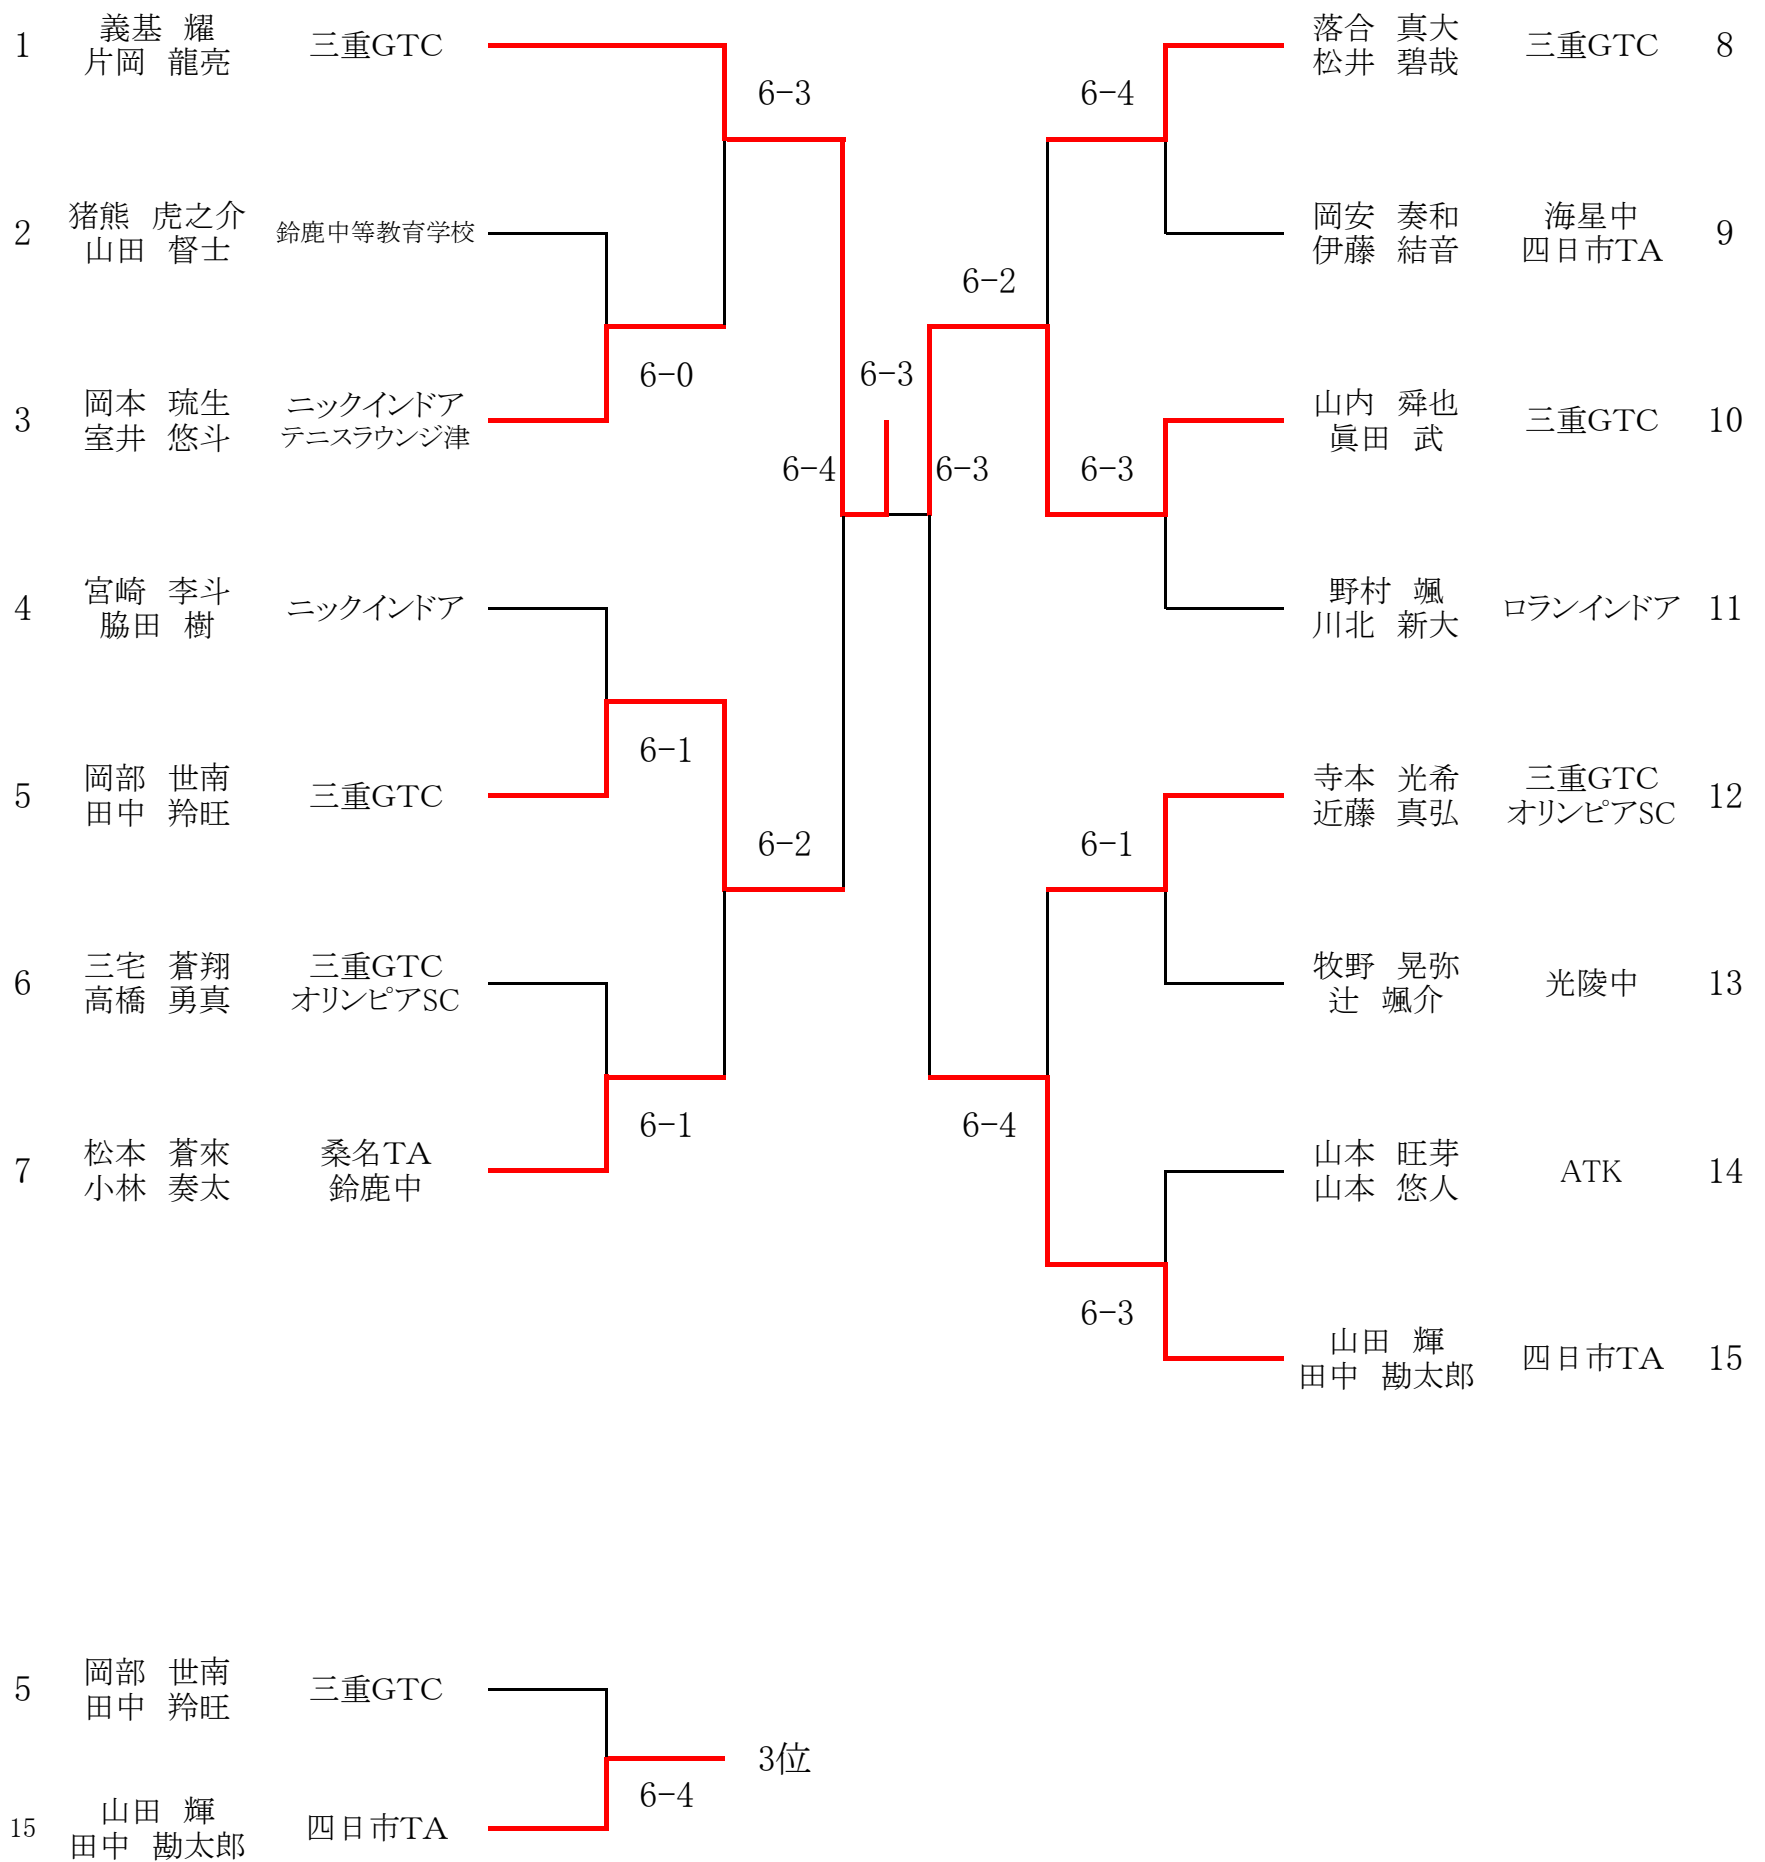 1 義基 耀 三重GTC
片岡 龍亮
6-3
2 猪熊 虎之介 鈴鹿中等教育学校
山田 督士
3 岡本 琉生 ニックインドア
室井 悠斗 テニスラウンジ津
6-0
6-4
4 宮崎 李斗 ニックインドア
脇田 樹
5 岡部 世南 三重GTC
田中 羚旺
6-1
6-2
6 三宅 蒼翔 三重GTC
高橋 勇真 オリンピアSC
7 松本 蒼來 桑名TA
小林 奏太 鈴鹿中
6-1
6-3
落合 真大 三重GTC 8
松井 碧哉
6-4
岡安 奏和 海星中 9
伊藤 結音 四日市TA
6-2
山内 舜也 三重GTC 10
眞田 武
6-3
6-3
野村 颯 ロランインドア 11
川北 新大
寺本 光希 三重GTC 12
近藤 真弘 オリンピアSC
6-1
牧野 晃弥 光陵中 13
辻 颯介
6-4
山本 旺芽 ATK 14
山本 悠人
6-3
山田 輝 四日市TA 15
田中 勘太郎
5 岡部 世南 三重GTC
田中 羚旺
3位
6-4
15 山田 輝 四日市TA
田中 勘太郎